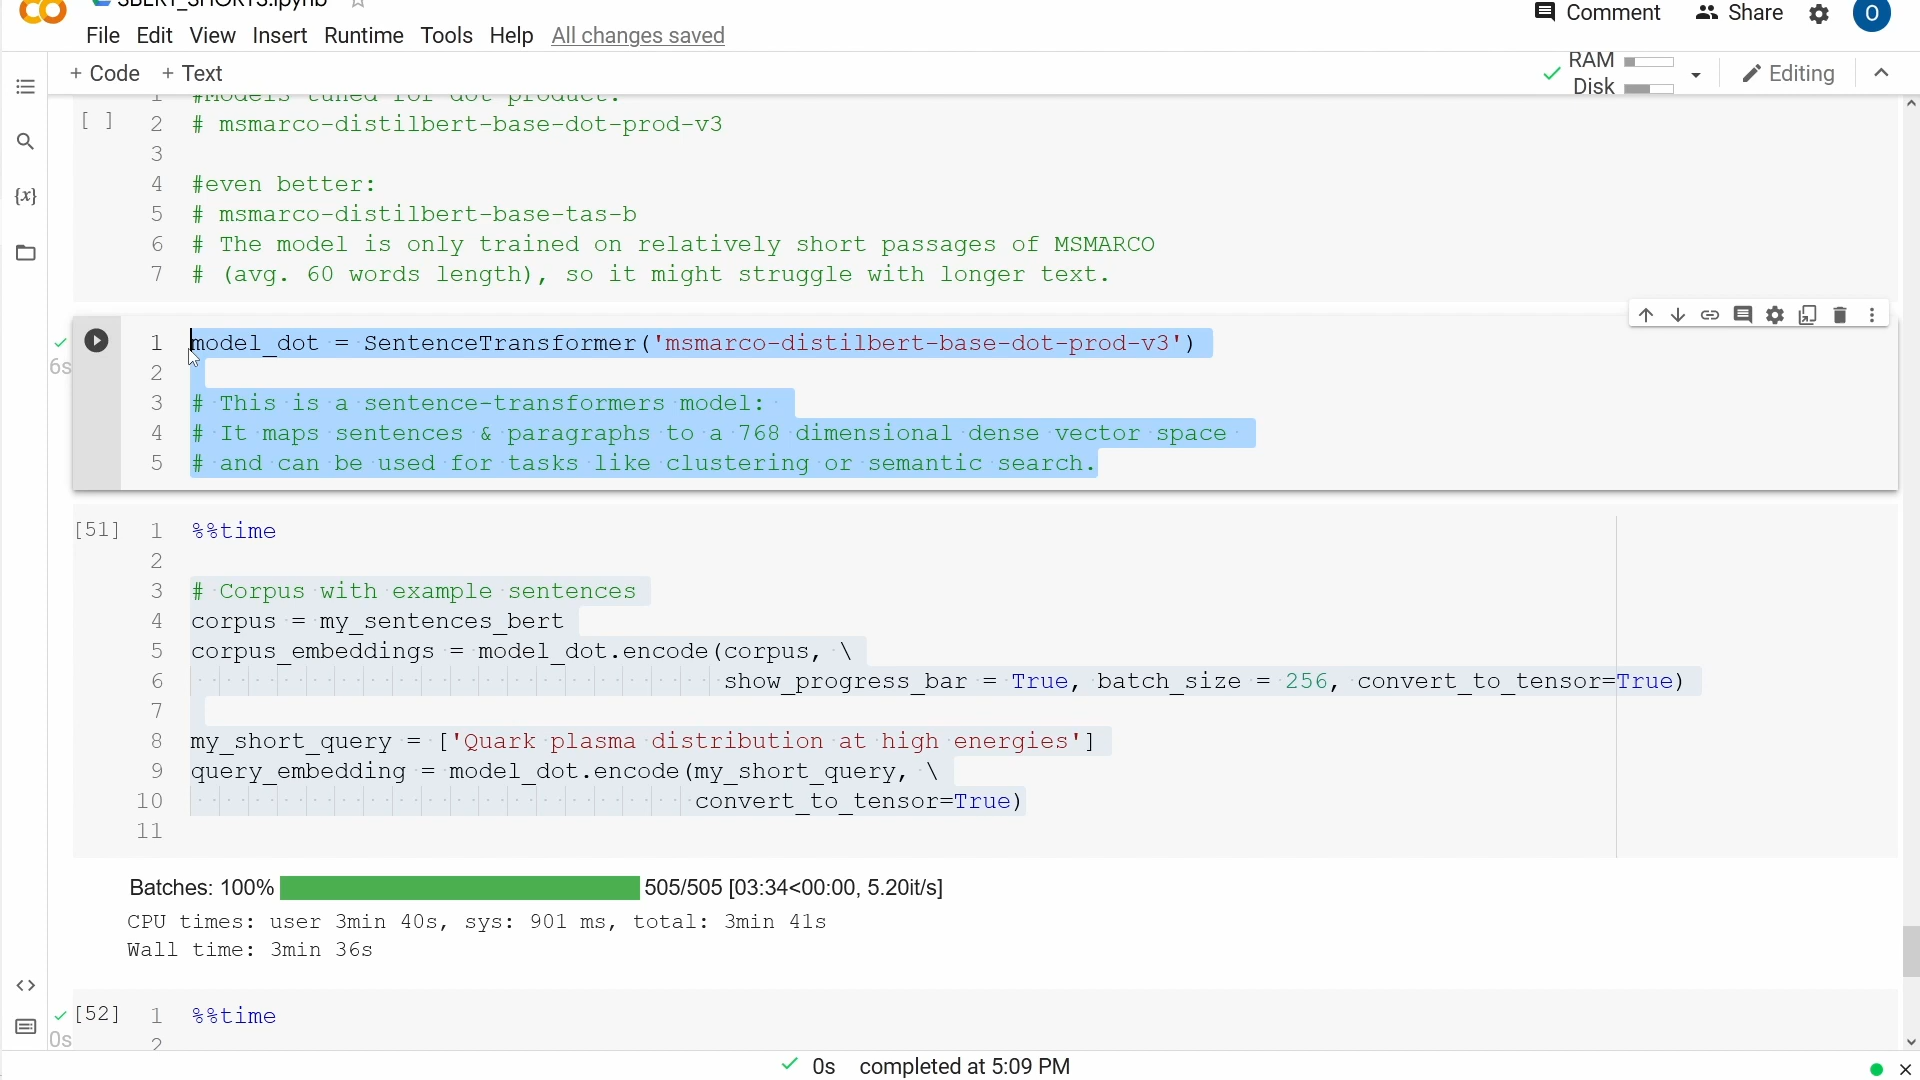 SBERT_SHORTS.ipynb
Comment Share O
File Edit View Insert Runtime Tools Help All changes saved
+ Code + Text
RAM
Disk
Editing
1 #Models tuned for dot product:
[ ] 2 # msmarco-distilbert-base-dot-prod-v3
3
4 #even better:
5 # msmarco-distilbert-base-tas-b
6 # The model is only trained on relatively short passages of MSMARCO
7 # (avg. 60 words length), so it might struggle with longer text.
1 model_dot = SentenceTransformer('msmarco-distilbert-base-dot-prod-v3')
6s
2
3 # This is a sentence-transformers model:
4 # It maps sentences & paragraphs to a 768 dimensional dense vector space
5 # and can be used for tasks like clustering or semantic search.
[51] 1 %%time
2
3 # Corpus with example sentences
4 corpus = my_sentences_bert
5 corpus_embeddings = model_dot.encode(corpus, \
6 show_progress_bar = True, batch_size = 256, convert_to_tensor=True)
7
8 my_short_query = ['Quark plasma distribution at high energies']
9 query_embedding = model_dot.encode(my_short_query, \
10 convert_to_tensor=True)
11
Batches: 100% 505/505 [03:34<00:00, 5.20it/s]
CPU times: user 3min 40s, sys: 901 ms, total: 3min 41s
Wall time: 3min 36s
[52] 1 %%time
0s
2
0s completed at 5:09 PM